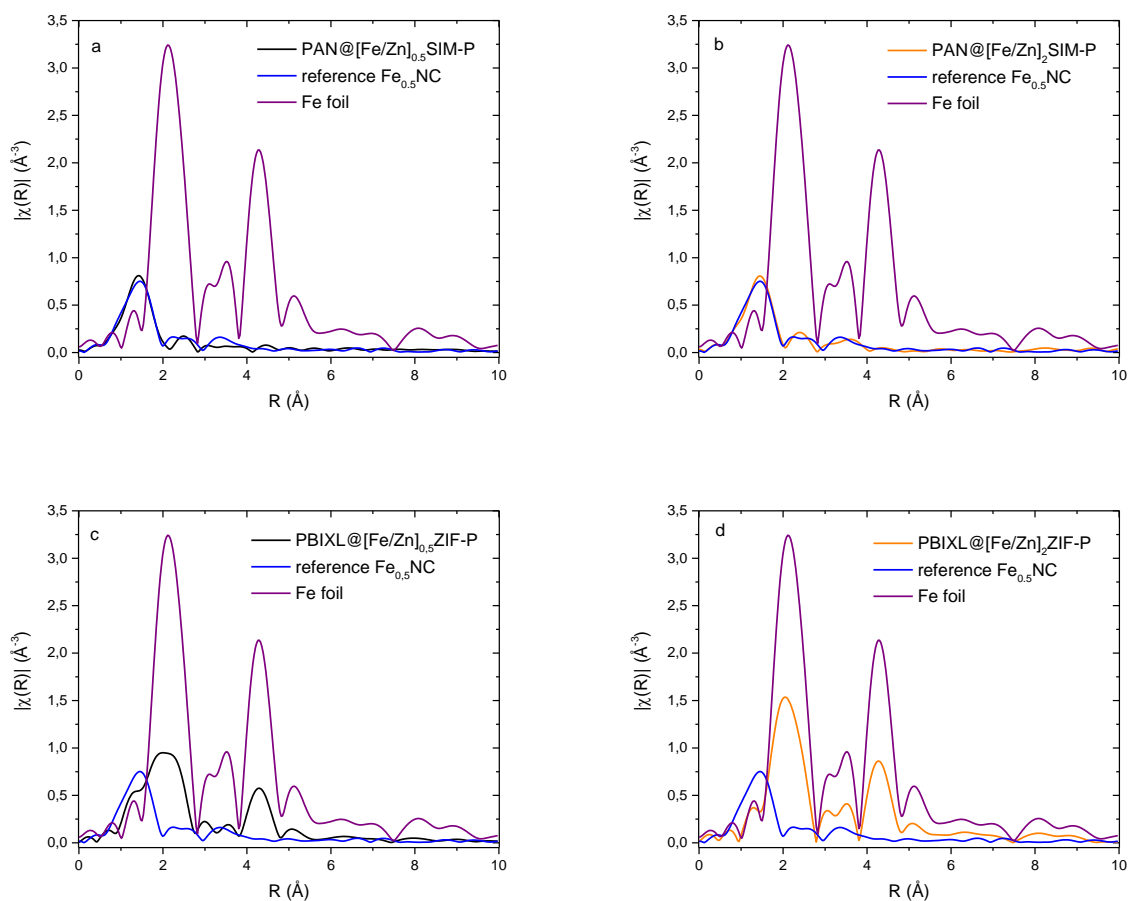 a
PAN@[Fe/Zn]0.5SIM-P
reference Fe0.5NC
Fe foil
|χ(R)| (Å-3)
3,5
3,0
2,5
2,0
1,5
1,0
0,5
0,0
0 2 4 6 8 10
R (Å)
b
PAN@[Fe/Zn]2SIM-P
reference Fe0.5NC
Fe foil
|χ(R)| (Å-3)
3,5
3,0
2,5
2,0
1,5
1,0
0,5
0,0
0 2 4 6 8 10
R (Å)
c
PBIXL@[Fe/Zn]0,5ZIF-P
reference Fe0,5NC
Fe foil
|χ(R)| (Å-3)
3,5
3,0
2,5
2,0
1,5
1,0
0,5
0,0
0 2 4 6 8 10
R (Å)
d
PBIXL@[Fe/Zn]2ZIF-P
reference Fe0.5NC
Fe foil
|χ(R)| (Å-3)
3,5
3,0
2,5
2,0
1,5
1,0
0,5
0,0
0 2 4 6 8 10
R (Å)